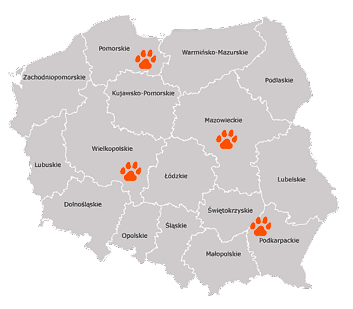 Pomorskie
Warmińsko-Mazurskie
Zachodniopomorskie
Podlaskie
Kujawsko-Pomorskie
Mazowieckie
Wielkopolskie
Lubuskie
Łódzkie
Lubelskie
Dolnośląskie
Świętokrzyskie
Opolskie
Śląskie
Podkarpackie
Małopolskie